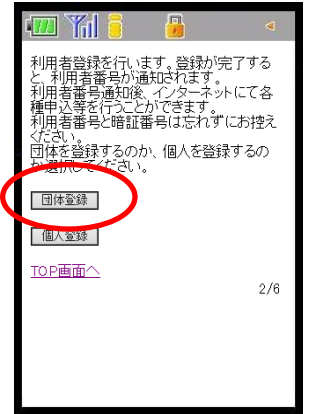 利用者登録を行います。登録が完了する
と、利用者番号が通知されます。
利用者番号通知後、インターネットにて各
種申込等を行うことができます。
利用者番号と暗証番号は忘れずにお控え
ください。
団体を登録するのか、個人を登録するの
か選択してください。
団体登録
個人登録
TOP画面へ
2/6